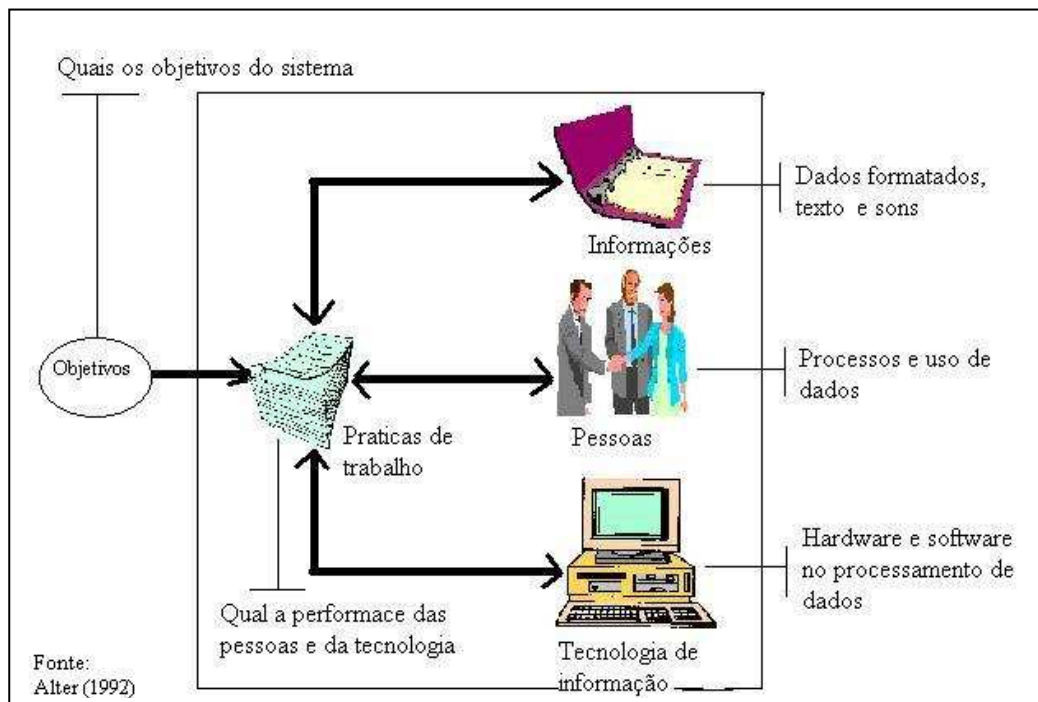 Quais os objetivos do sistema
Dados formatados,
texto e sons
Informações
Objetivos
Processos e uso de
dados
Praticas de
trabalho
Pessoas
Hardware e software
no processamento de
dados
Qual a performace das
pessoas e da tecnologia
Tecnologia de
informação
Fonte:
Alter (1992)